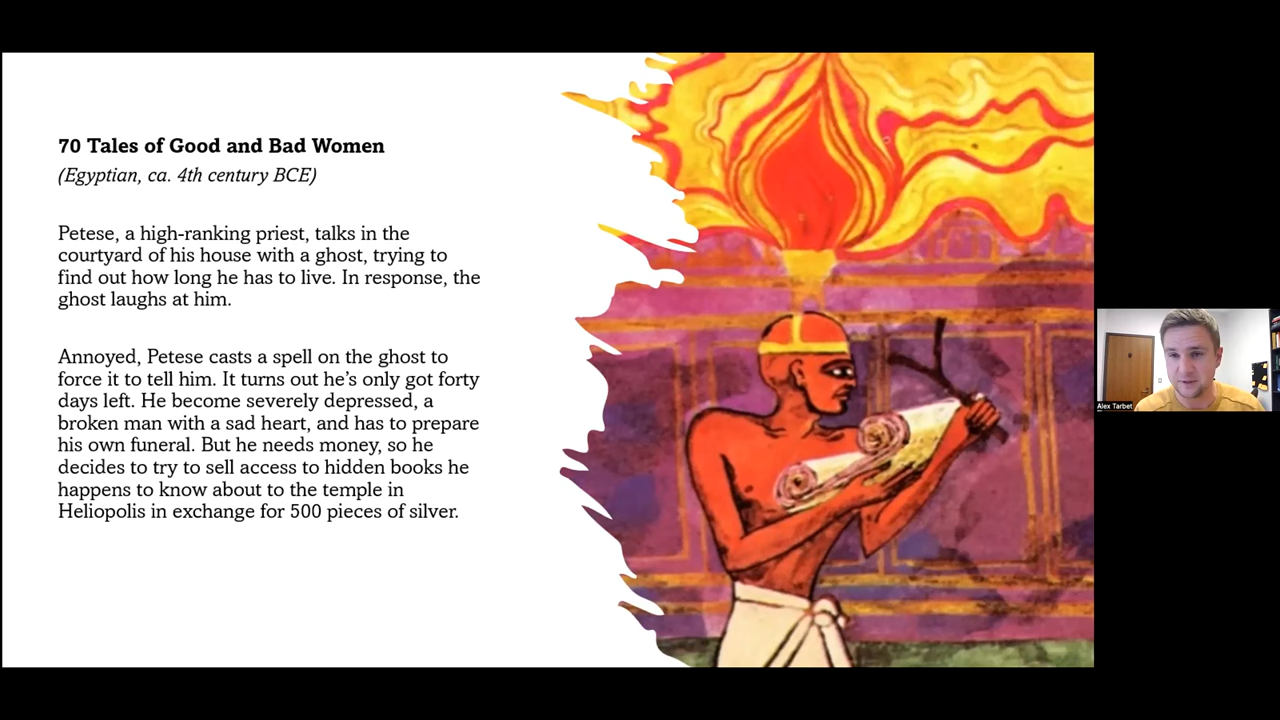 70 Tales of Good and Bad Women
(Egyptian, ca. 4th century BCE)
Petese, a high-ranking priest, talks in the
courtyard of his house with a ghost, trying to
find out how long he has to live. In response, the
ghost laughs at him.
Annoyed, Petese casts a spell on the ghost to
force it to tell him. It turns out he’s only got forty
days left. He become severely depressed, a
broken man with a sad heart, and has to prepare
his own funeral. But he needs money, so he
decides to try to sell access to hidden books he
happens to know about to the temple in
Heliopolis in exchange for 500 pieces of silver.
Alex Tarbet